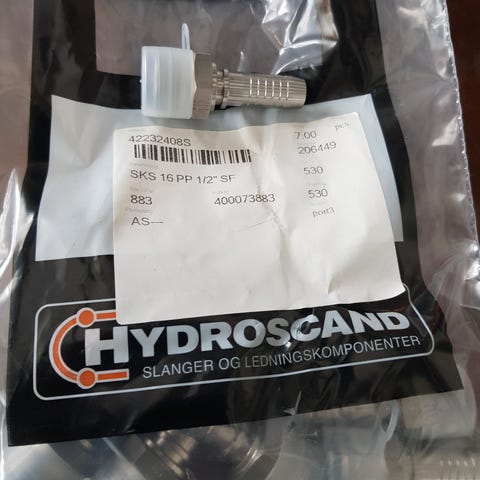 42232408S
7.00 pcs
206449
SKS 16 PP 1/2" SF
530
883
400073883
530
AS---
port3
HYDROSCAND
SLANGER OG LEDNINGSKOMPONENTER